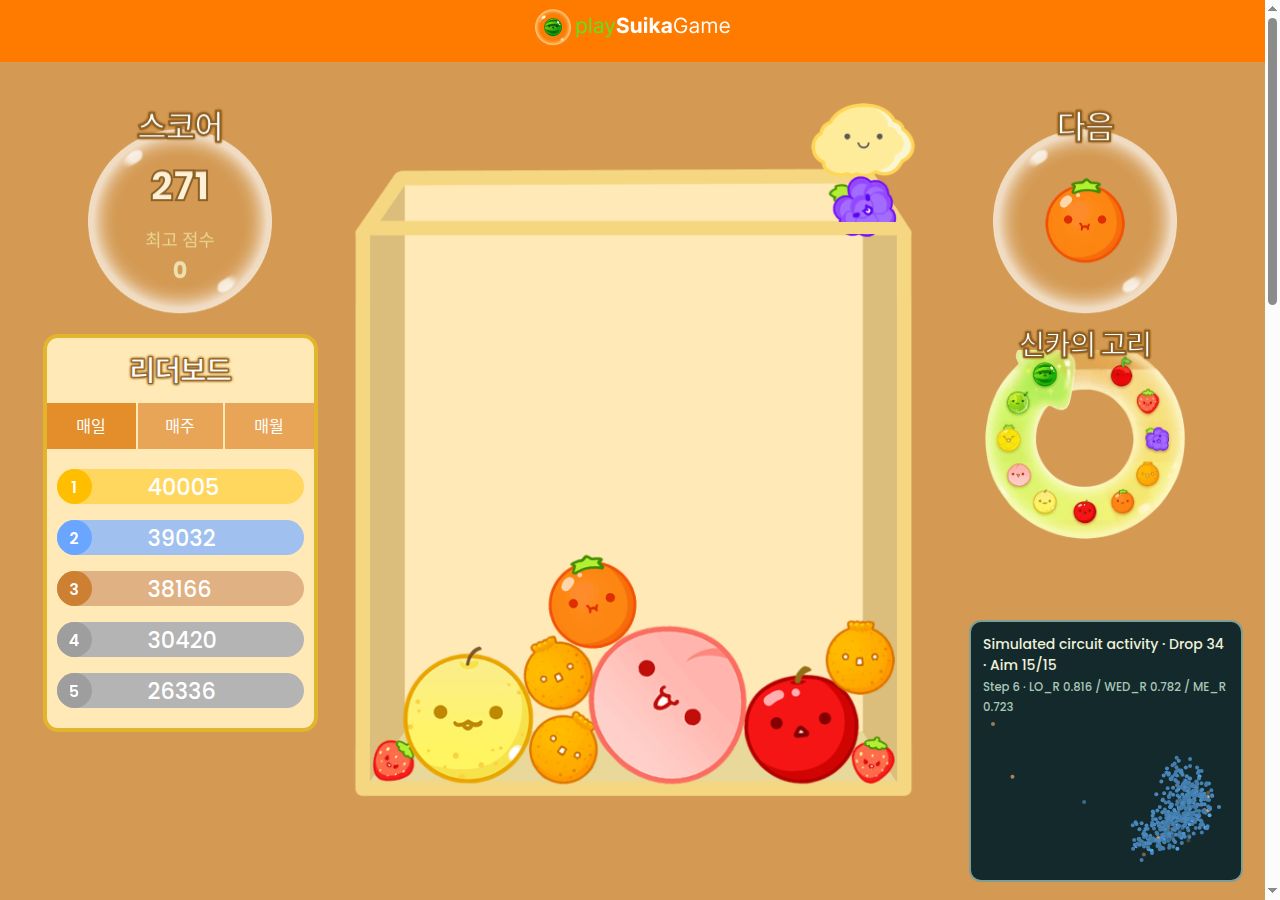 playSuikaGame
스코어
271
최고 점수
0
다음
신카의 고리
리더보드
매일 매주 매월
1 40005
2 39032
3 38166
4 30420
5 26336
Simulated circuit activity · Drop 34
· Aim 15/15
Step 6 · LO_R 0.816 / WED_R 0.782 / ME_R
0.723